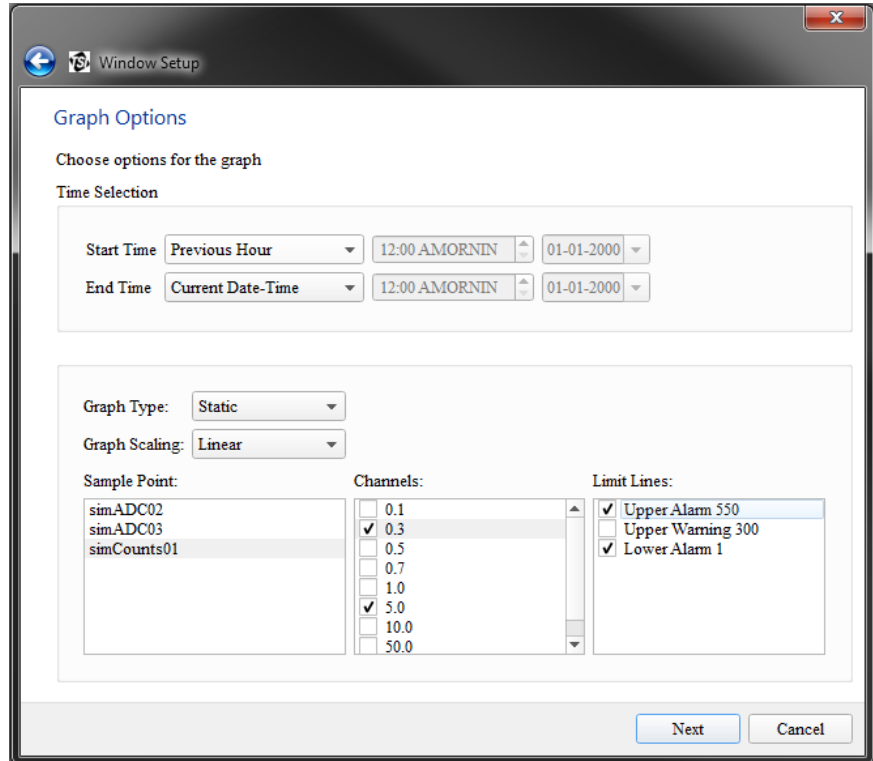 x
TSI Window Setup
Graph Options
Choose options for the graph
Time Selection
Start Time Previous Hour 12:00 AMORNIN 01-01-2000
End Time Current Date-Time 12:00 AMORNIN 01-01-2000
Graph Type: Static
Graph Scaling: Linear
Sample Point: Channels: Limit Lines:
simADC02 0.1 Upper Alarm 550
simADC03 0.3 Upper Warning 300
simCounts01 0.5 Lower Alarm 1
0.7
1.0
5.0
10.0
50.0
Next Cancel